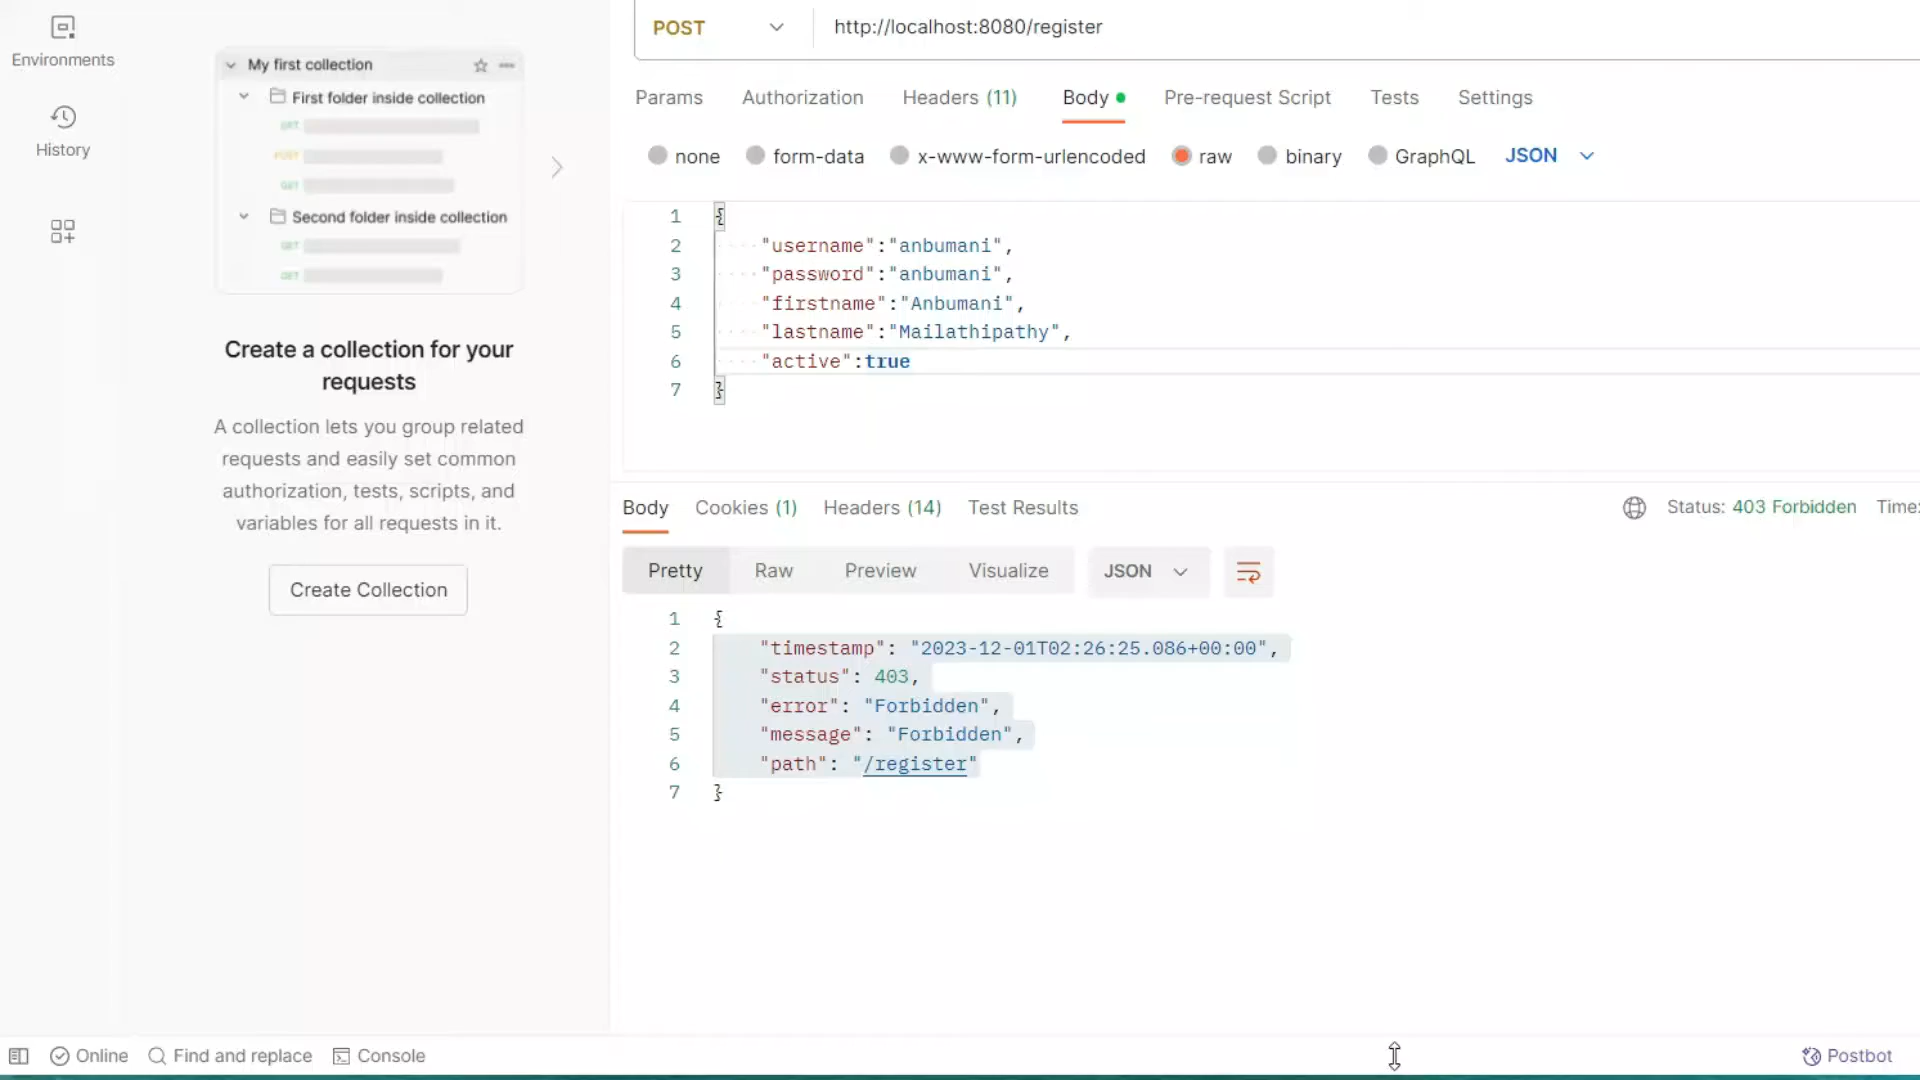 Environments
History
My first collection
First folder inside collection
GET
POST
GET
Second folder inside collection
GET
GET
Create a collection for your
requests
A collection lets you group related
requests and easily set common
authorization, tests, scripts, and
variables for all requests in it.
Create Collection
POST http://localhost:8080/register
Params Authorization Headers (11) Body Pre-request Script Tests Settings
none form-data x-www-form-urlencoded raw binary GraphQL JSON
1 {
2 "username":"anbumani",
3 "password":"anbumani",
4 "firstname":"Anbumani",
5 "lastname":"Mailathipathy",
6 "active":true
7 }
Body Cookies (1) Headers (14) Test Results Status: 403 Forbidden Time:
Pretty Raw Preview Visualize JSON
1 {
2 "timestamp": "2023-12-01T02:26:25.086+00:00",
3 "status": 403,
4 "error": "Forbidden",
5 "message": "Forbidden",
6 "path": "/register"
7 }
Online Find and replace Console Postbot